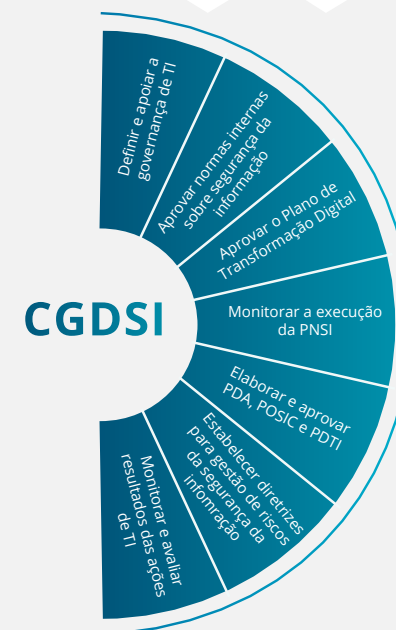 Definir e apoiar a
governança de TI
Aprovar normas internas
sobre segurança da
informação
Aprovar o Plano de
Transformação Digital
CGDSI
Monitorar a execução
da PNSI
Elaborar e aprovar
PDA, POSIC e PDTI
Estabelecer diretrizes
para gestão de riscos
da segurança da
infomração
Monitorar e avaliar
resultados das ações
de TI